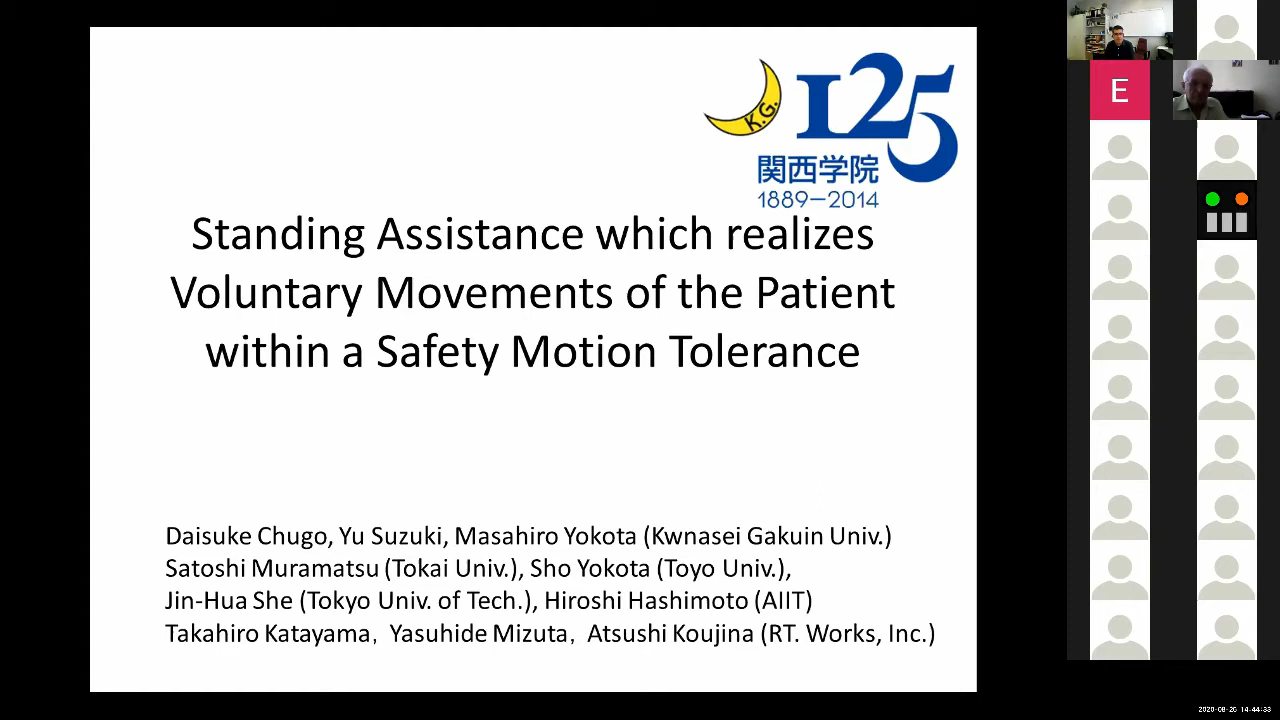 K.G.
125
関西学院
1889−2014
Standing Assistance which realizes
Voluntary Movements of the Patient
within a Safety Motion Tolerance
Daisuke Chugo, Yu Suzuki, Masahiro Yokota (Kwnasei Gakuin Univ.)
Satoshi Muramatsu (Tokai Univ.), Sho Yokota (Toyo Univ.),
Jin-Hua She (Tokyo Univ. of Tech.), Hiroshi Hashimoto (AIIT)
Takahiro Katayama，Yasuhide Mizuta，Atsushi Koujina (RT. Works, Inc.)
E